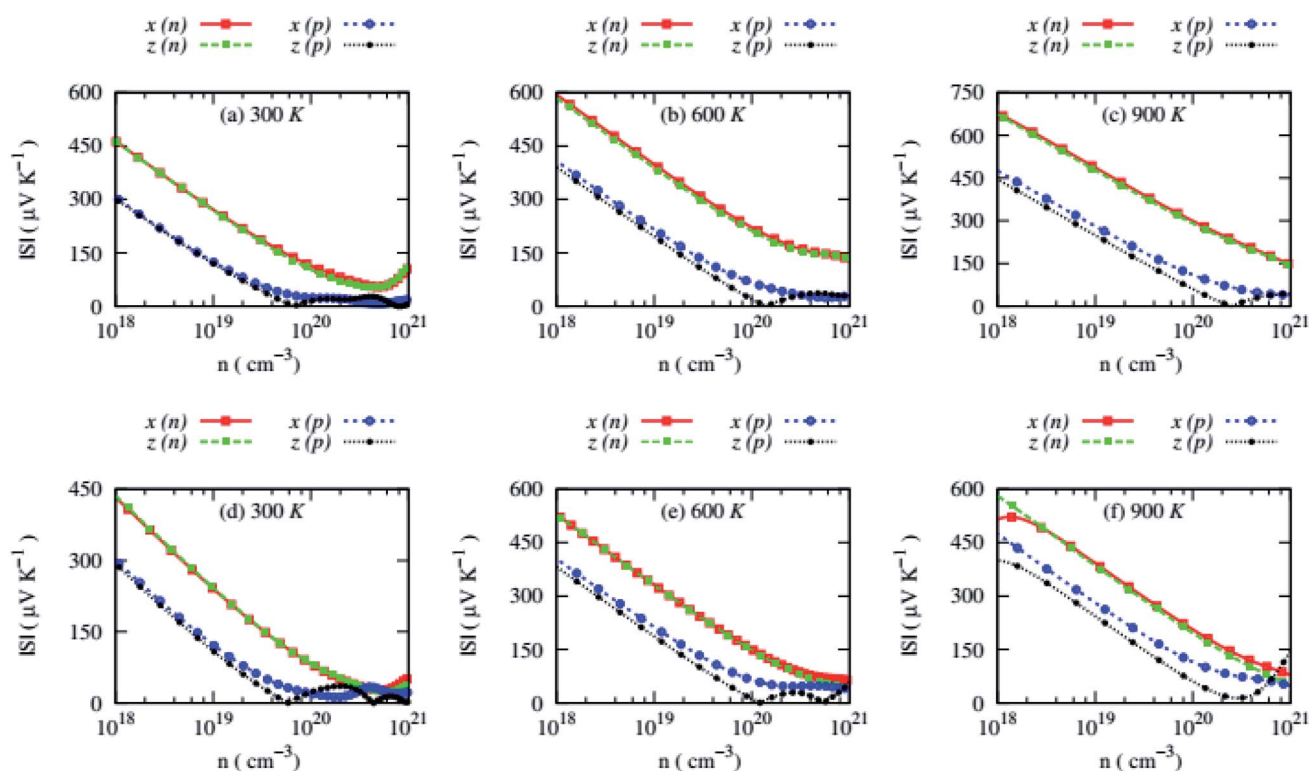 x (n) x (p) x (n) x (p) x (n) x (p)
z (n) z (p) z (n) z (p) z (n) z (p)
600 600 750
(a) 300 K (b) 600 K (c) 900 K
450 450 600
300 300 450
150 150 300
0 0 150
0
|S| ( μV K⁻¹) |S| ( μV K⁻¹) |S| ( μV K⁻¹)
10¹⁸ 10¹⁹ 10²⁰ 10²¹ 10¹⁸ 10¹⁹ 10²⁰ 10²¹ 10¹⁸ 10¹⁹ 10²⁰ 10²¹
n ( cm⁻³) n ( cm⁻³) n ( cm⁻³)
x (n) x (p) x (n) x (p) x (n) x (p)
z (n) z (p) z (n) z (p) z (n) z (p)
450 600 600
(d) 300 K (e) 600 K (f) 900 K
300 450 450
150 300 300
0 150 150
0 0
|S| ( μV K⁻¹) |S| ( μV K⁻¹) |S| ( μV K⁻¹)
10¹⁸ 10¹⁹ 10²⁰ 10²¹ 10¹⁸ 10¹⁹ 10²⁰ 10²¹ 10¹⁸ 10¹⁹ 10²⁰ 10²¹
n ( cm⁻³) n ( cm⁻³) n ( cm⁻³)